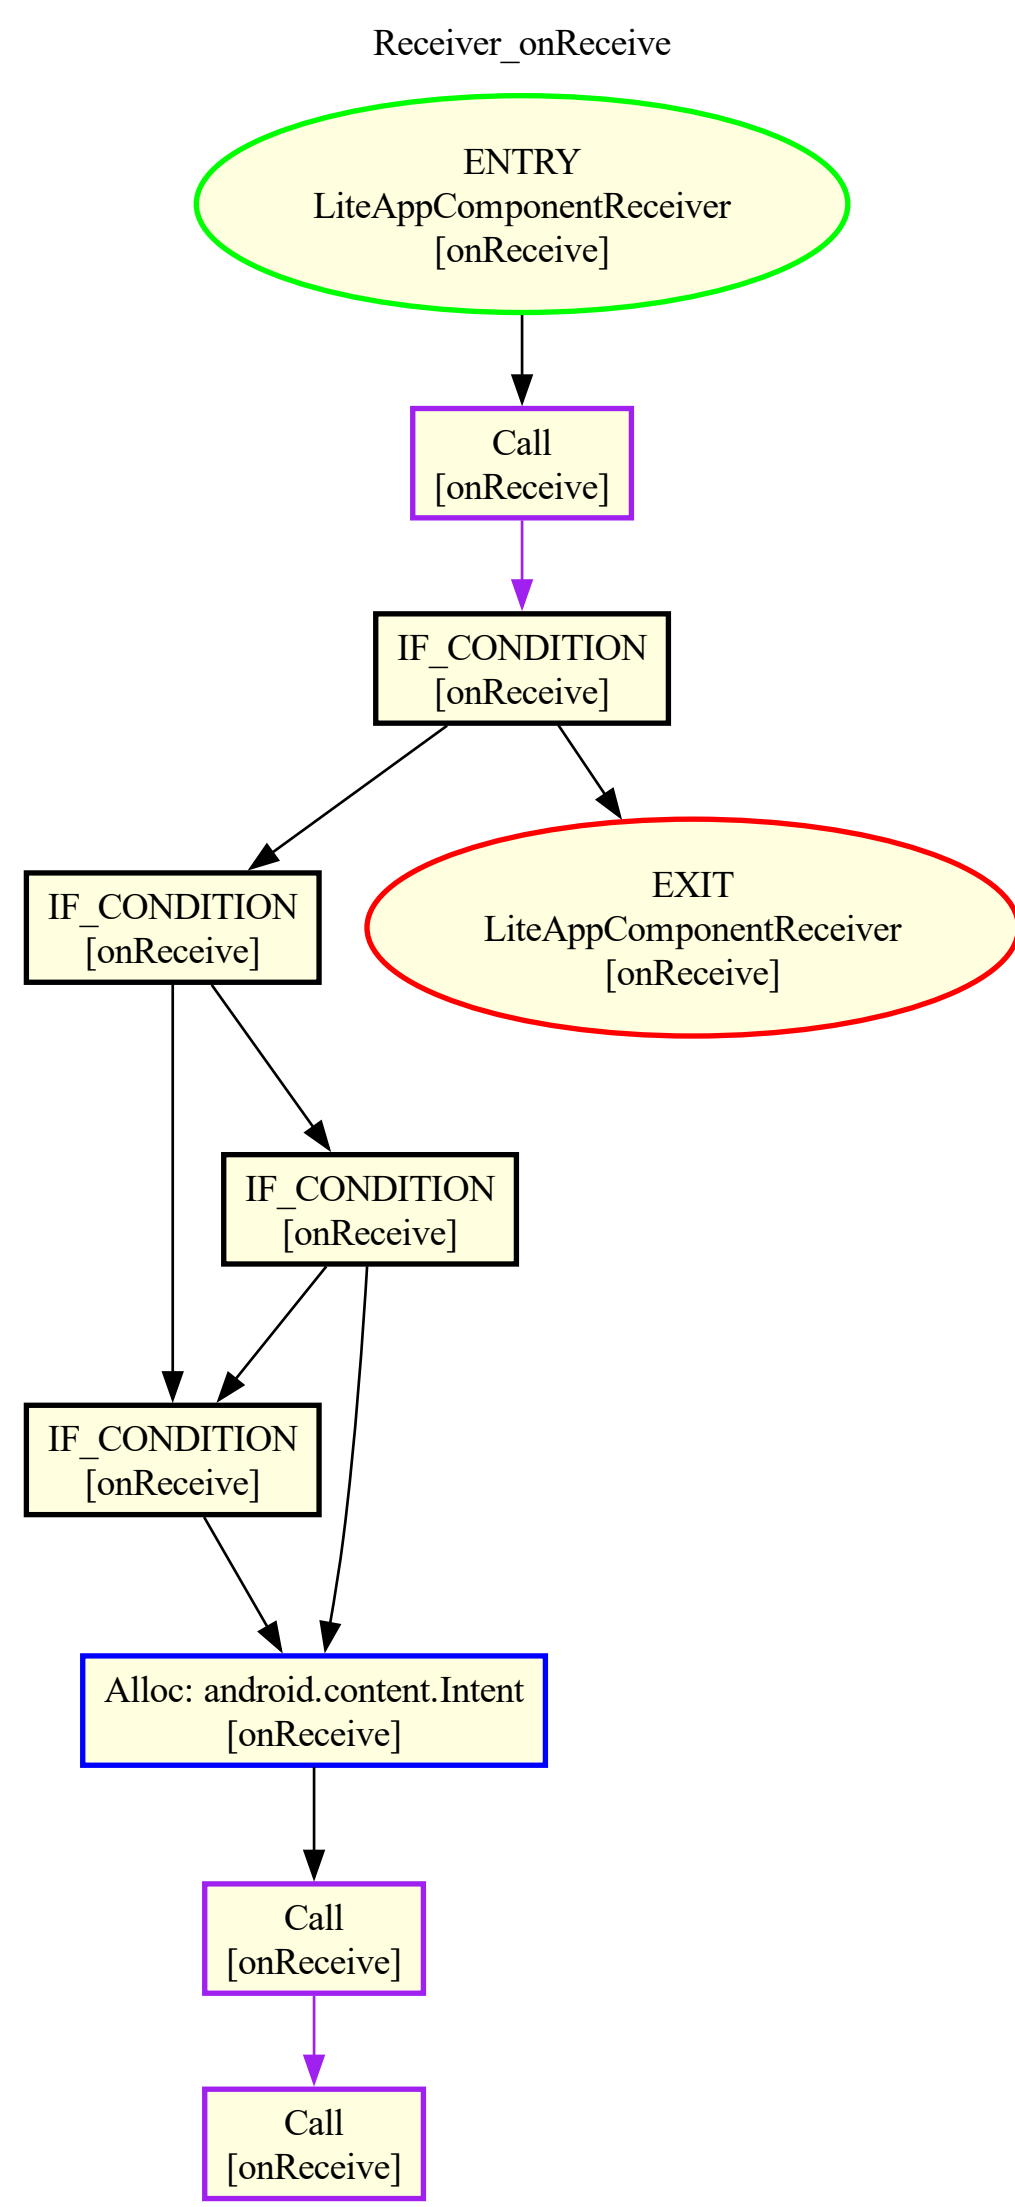 Receiver_onReceive
ENTRY
LiteAppComponentReceiver
[onReceive]
Call
[onReceive]
IF_CONDITION
[onReceive]
IF_CONDITION
[onReceive]
EXIT
LiteAppComponentReceiver
[onReceive]
IF_CONDITION
[onReceive]
IF_CONDITION
[onReceive]
Alloc: android.content.Intent
[onReceive]
Call
[onReceive]
Call
[onReceive]